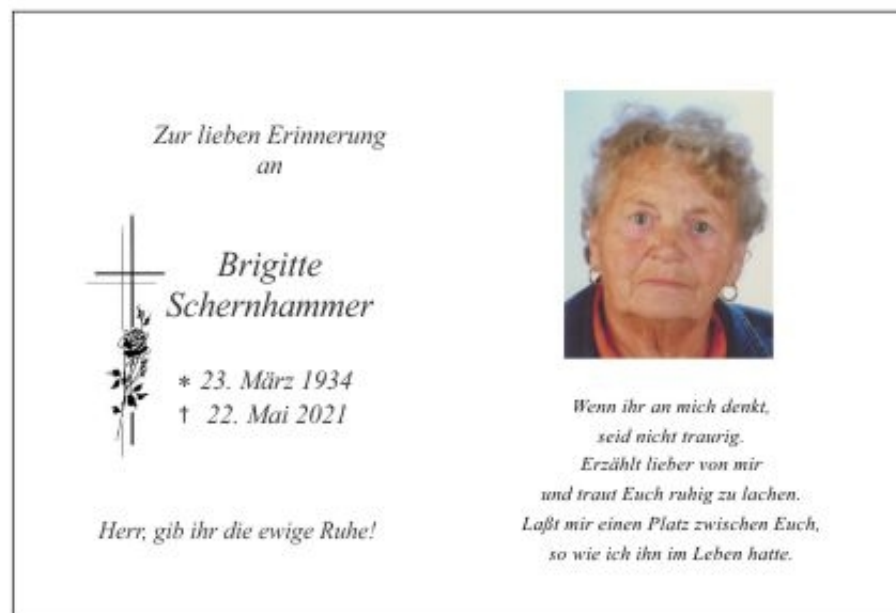 Zur lieben Erinnerung
an
Brigitte
Schernhammer
* 23. März 1934
† 22. Mai 2021
Herr, gib ihr die ewige Ruhe!
Wenn ihr an mich denkt,
seid nicht traurig.
Erzählt lieber von mir
und traut Euch ruhig zu lachen.
Laßt mir einen Platz zwischen Euch,
so wie ich ihn im Leben hatte.